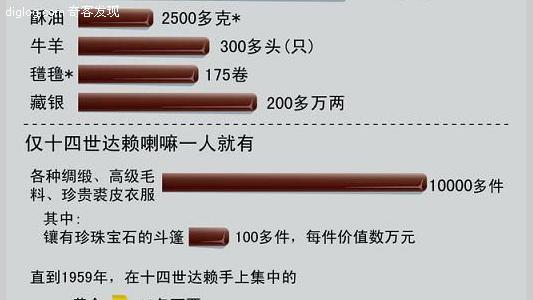 digle.com 奇客发现
酥油 2500多克*
牛羊 300多头(只)
氆氇* 175卷
藏银 200多万两
仅十四世达赖喇嘛一人就有
各种绸缎、高级毛
料、珍贵裘皮衣服 10000多件
其中:
镶有珍珠宝石的斗篷 100多件，每件价值数万元
直到1959年，在十四世达赖手上集中的